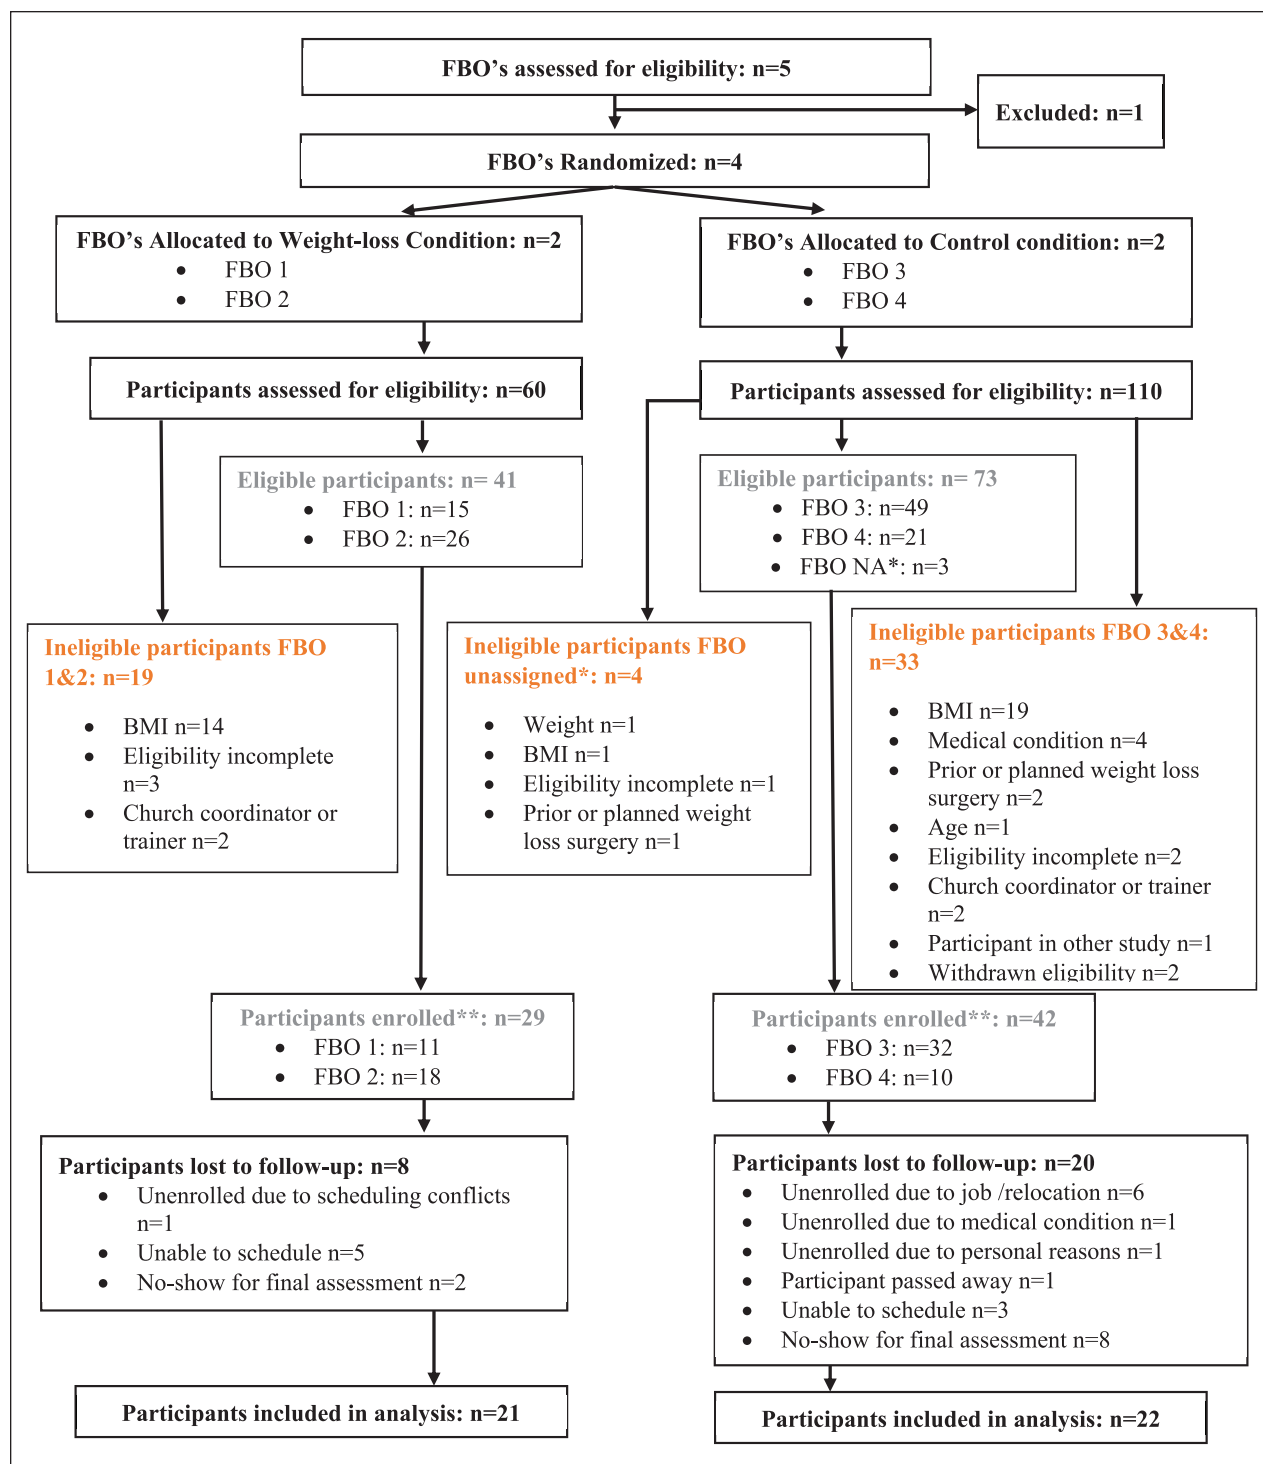 FBO's assessed for eligibility: n=5
Excluded: n=1
FBO's Randomized: n=4
FBO's Allocated to Weight-loss Condition: n=2
• FBO 1
• FBO 2
FBO's Allocated to Control condition: n=2
• FBO 3
• FBO 4
Participants assessed for eligibility: n=60
Participants assessed for eligibility: n=110
Eligible participants: n= 41
• FBO 1: n=15
• FBO 2: n=26
Eligible participants: n= 73
• FBO 3: n=49
• FBO 4: n=21
• FBO NA*: n=3
Ineligible participants FBO
1&2: n=19
• BMI n=14
• Eligibility incomplete
n=3
• Church coordinator or
trainer n=2
Ineligible participants FBO
unassigned*: n=4
• Weight n=1
• BMI n=1
• Eligibility incomplete n=1
• Prior or planned weight
loss surgery n=1
Ineligible participants FBO 3&4:
n=33
• BMI n=19
• Medical condition n=4
• Prior or planned weight loss
surgery n=2
• Age n=1
• Eligibility incomplete n=2
• Church coordinator or trainer
n=2
• Participant in other study n=1
• Withdrawn eligibility n=2
Participants enrolled**: n=29
• FBO 1: n=11
• FBO 2: n=18
Participants enrolled**: n=42
• FBO 3: n=32
• FBO 4: n=10
Participants lost to follow-up: n=8
• Unenrolled due to scheduling conflicts
n=1
• Unable to schedule n=5
• No-show for final assessment n=2
Participants lost to follow-up: n=20
• Unenrolled due to job /relocation n=6
• Unenrolled due to medical condition n=1
• Unenrolled due to personal reasons n=1
• Participant passed away n=1
• Unable to schedule n=3
• No-show for final assessment n=8
Participants included in analysis: n=21
Participants included in analysis: n=22